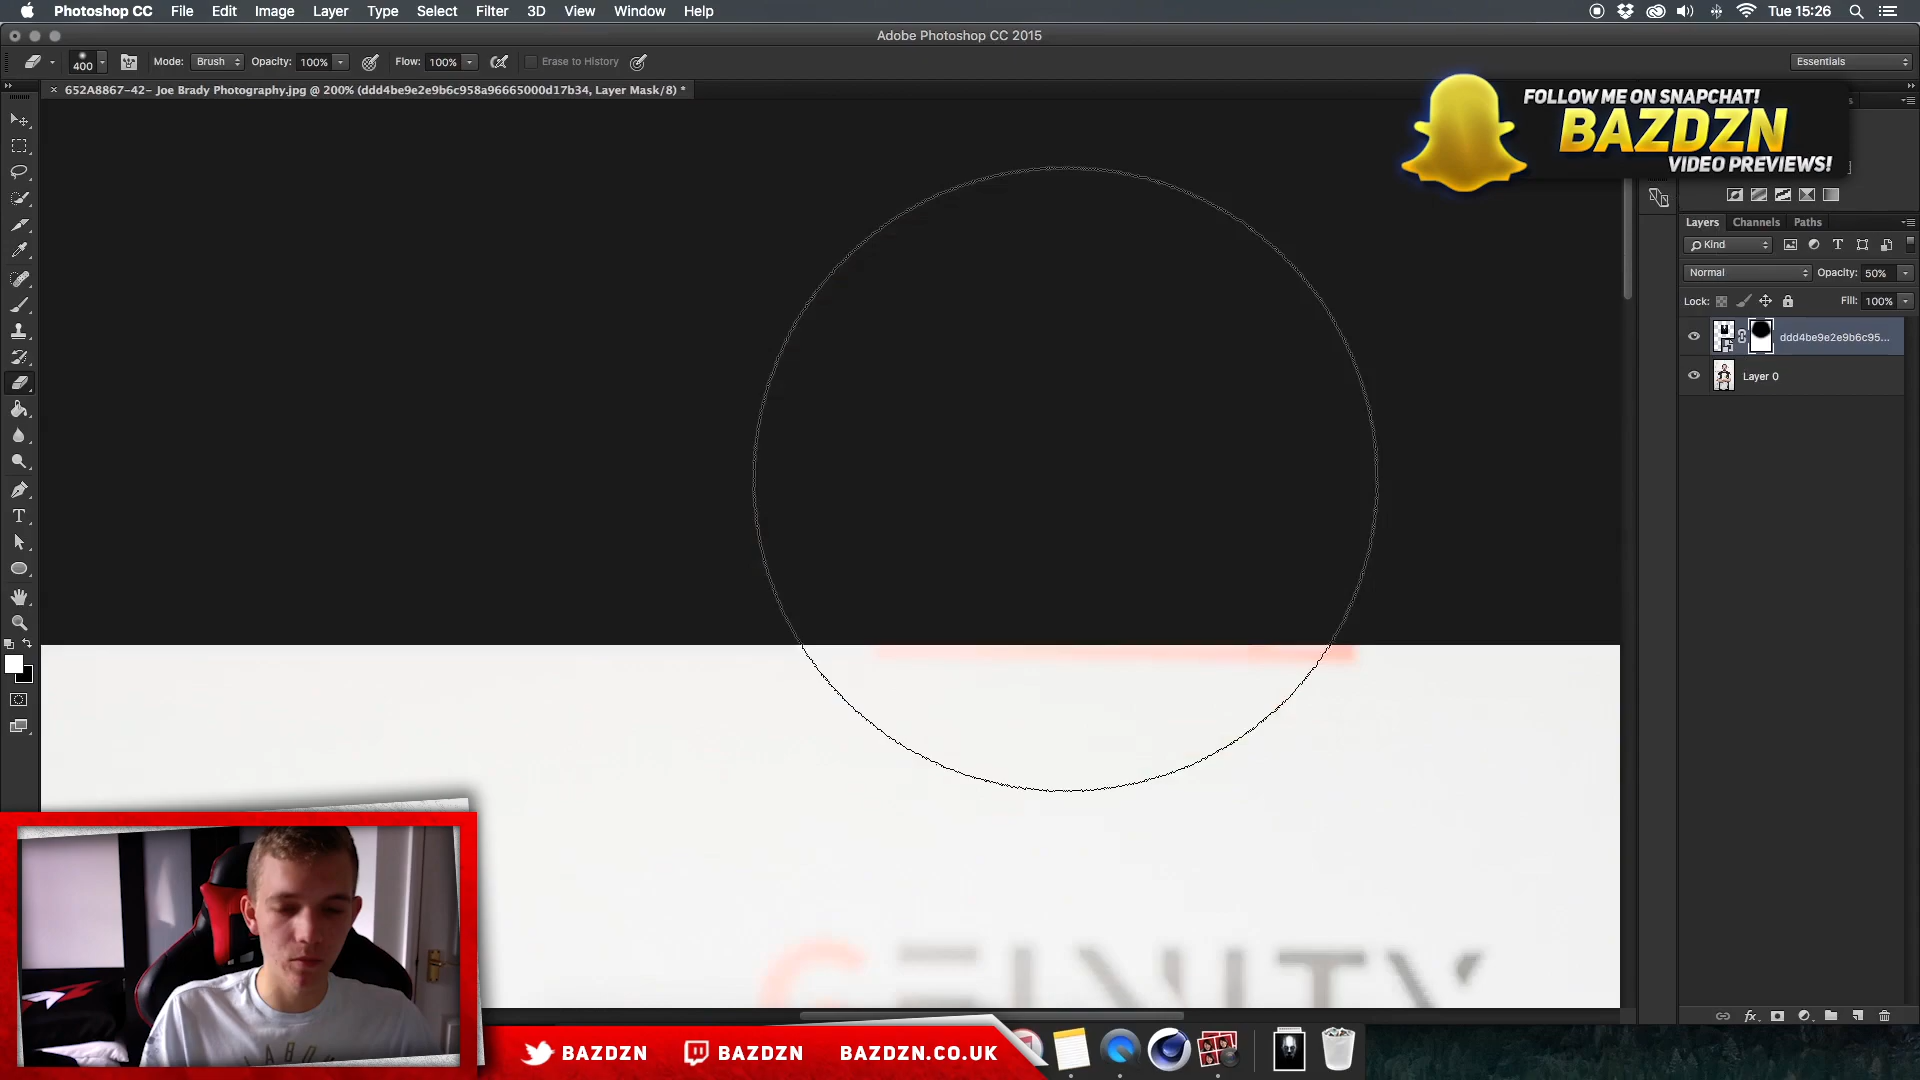 Photoshop CC File Edit Image Layer Type Select Filter 3D View Window Help Tue 15:26
Adobe Photoshop CC 2015
400 Mode: Brush Opacity: 100% Flow: 100% Erase to History Essentials
× 652A8867-42- Joe Brady Photography.jpg @ 200% (ddd4be9e2e9b6c958a96665000d17b34, Layer Mask/8) *
FOLLOW ME ON SNAPCHAT!
BAZDZN
VIDEO PREVIEWS!
Layers Channels Paths
Kind
Normal Opacity: 50%
Lock: Fill: 100%
ddd4be9e2e9b6c95...
Layer 0
GFINITY
BAZDZN BAZDZN BAZDZN.CO.UK